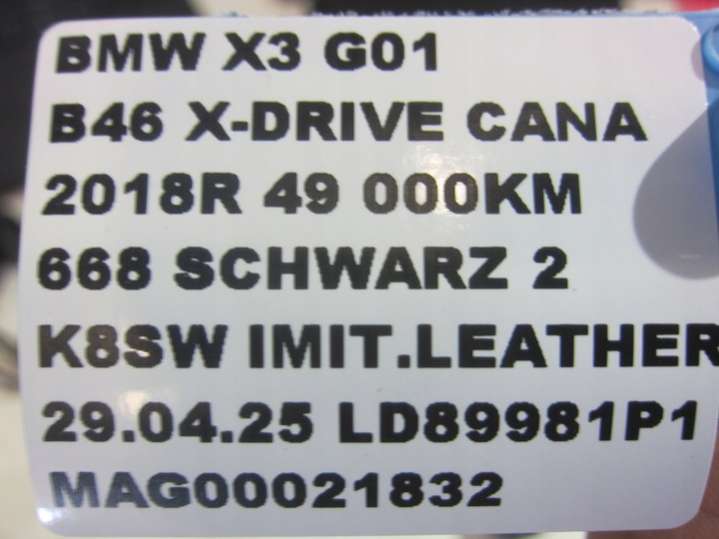 BMW X3 G01
B46 X-DRIVE CANA
2018R 49 000KM
668 SCHWARZ 2
K8SW IMIT.LEATHER
29.04.25 LD89981P1
MAG00021832